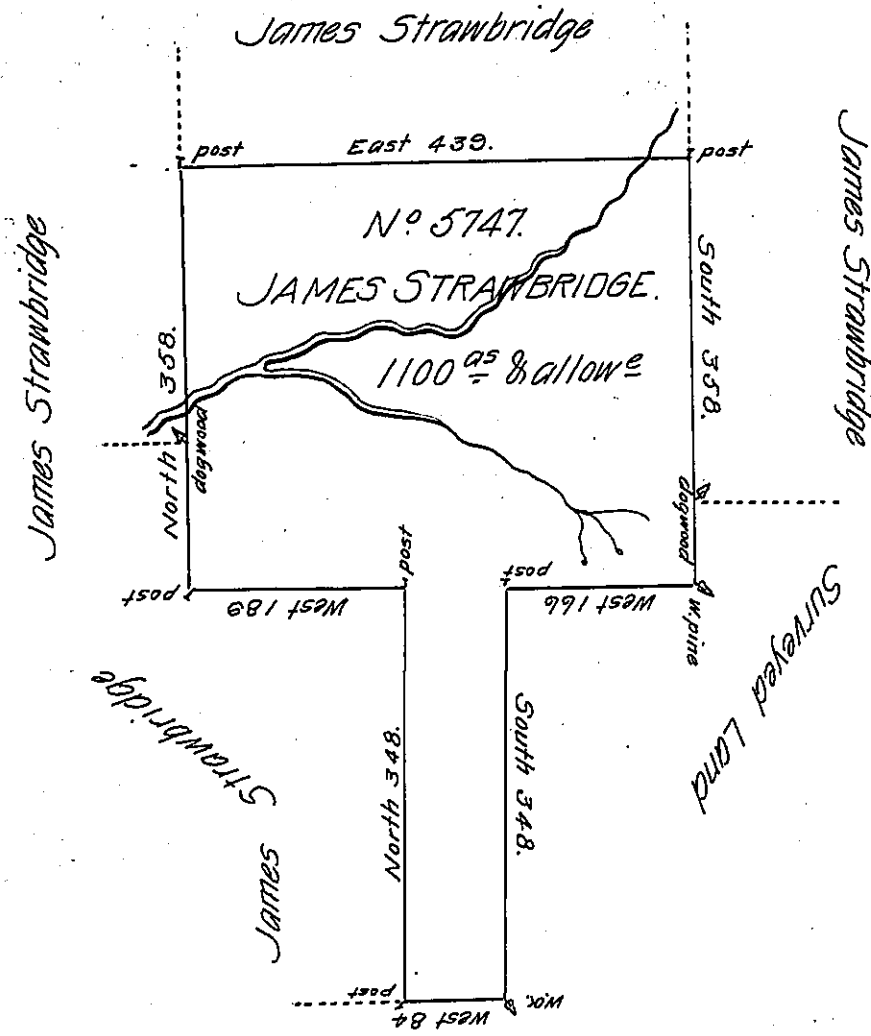 James Strawbridge
post
East 439.
post
James Strawbridge
James Strawbridge
Nº 5747.
JAMES STRAWBRIDGE.
1100 as & allowe
North 358.
dogwood
South 358.
dogwood
post
West 189
post
post
West 166
W.pine
Surveyed Land
James Strawbridge
North 348.
South 348.
post
West 84
W.o.